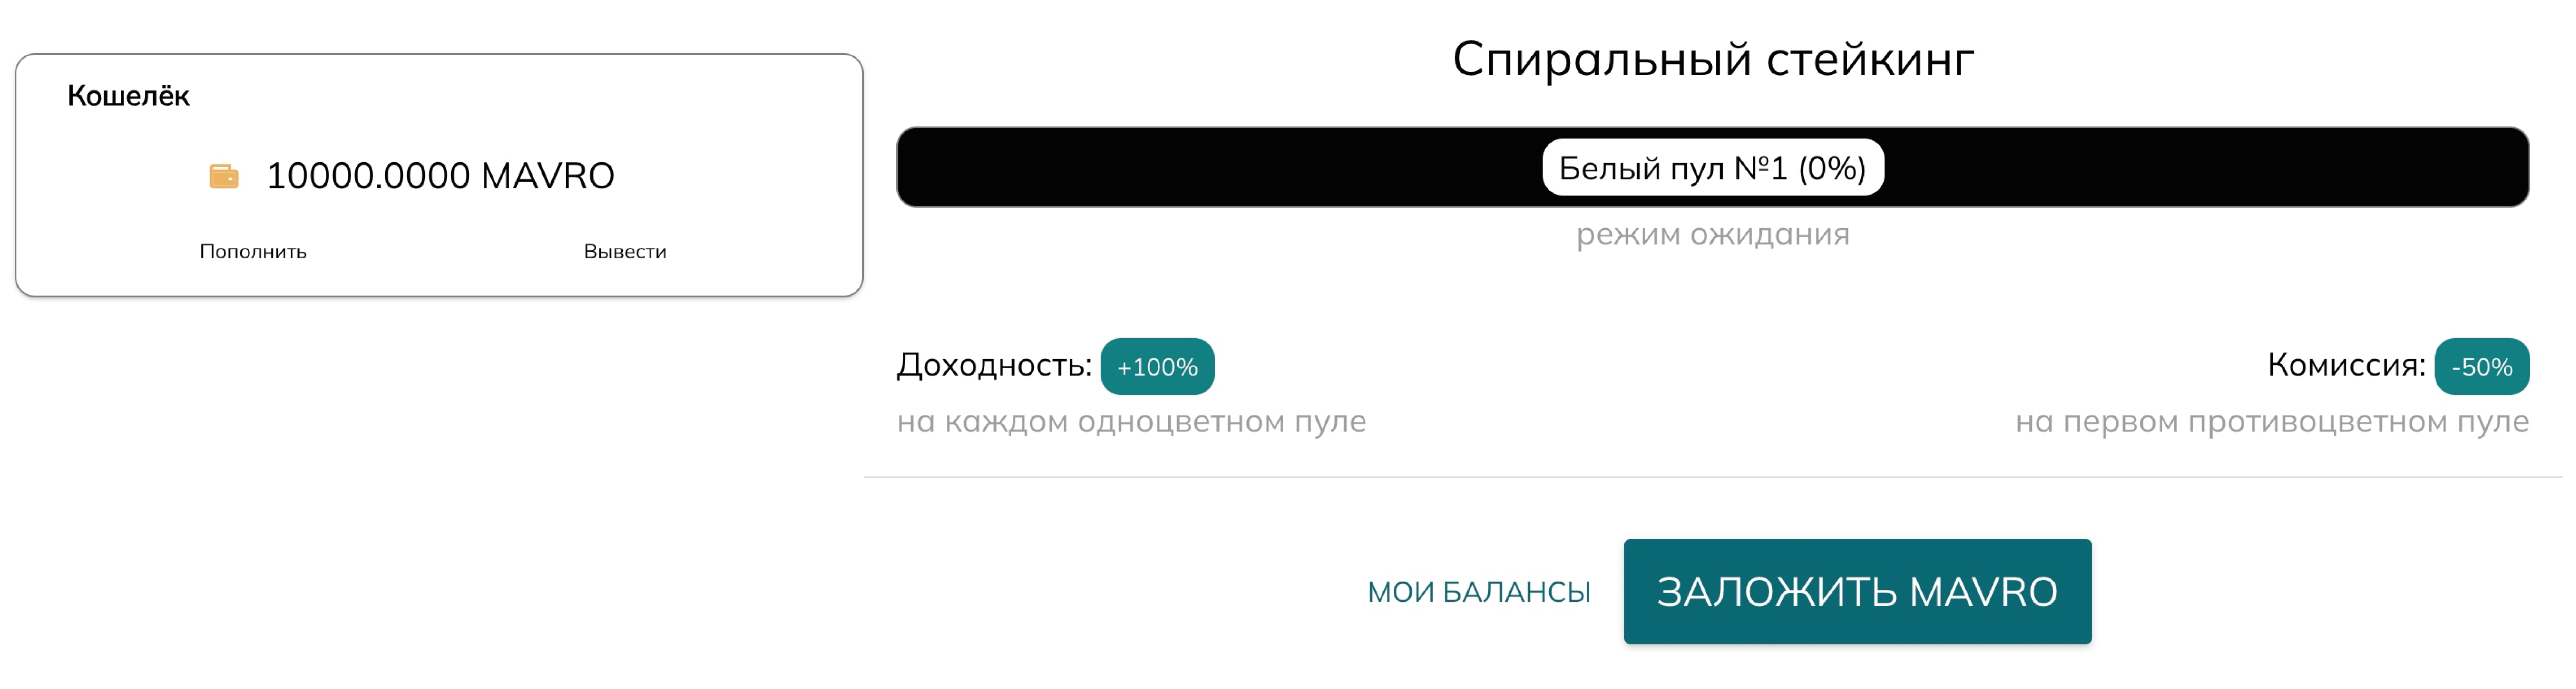 Кошелёк
10000.0000 MAVRO
Пополнить
Вывести
Спиральный стейкинг
Белый пул №1 (0%)
режим ожидания
Доходность: +100%
на каждом одноцветном пуле
Комиссия: -50%
на первом противоцветном пуле
МОИ БАЛАНСЫ
ЗАЛОЖИТЬ MAVRO